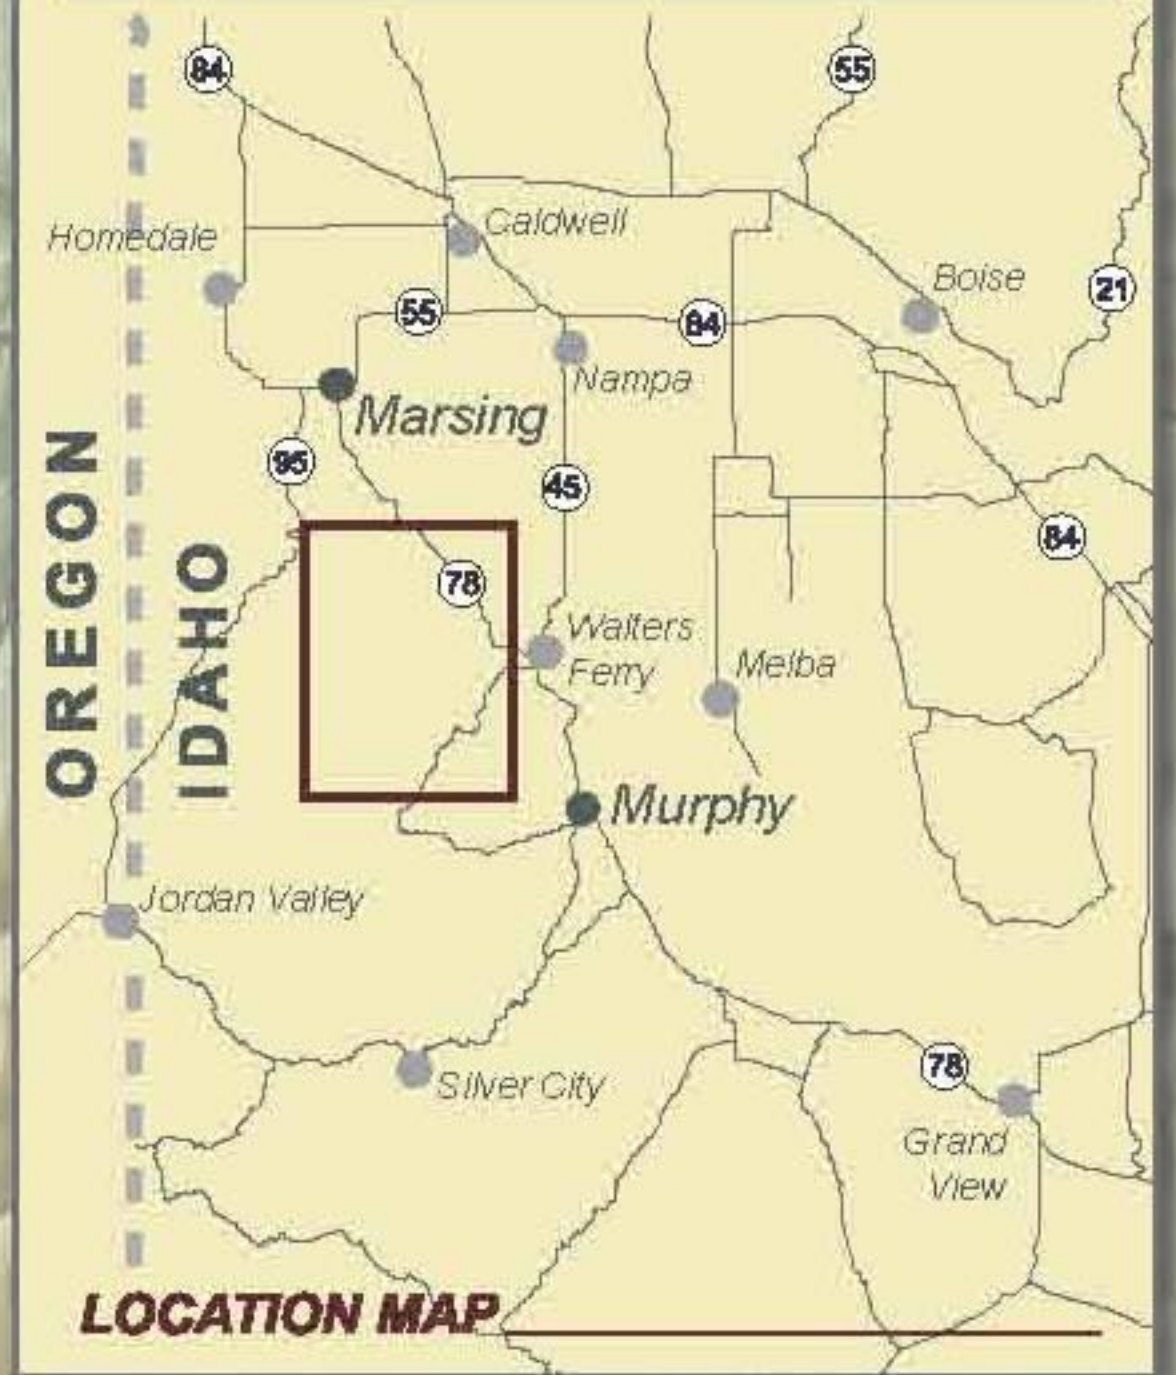 84
55
Homedale
Caldwell
Boise
21
55
84
Nampa
Marsing
95
45
84
OREGON
IDAHO
78
Walters
Ferry
Melba
Murphy
Jordan Valley
Silver City
78
Grand
View
LOCATION MAP